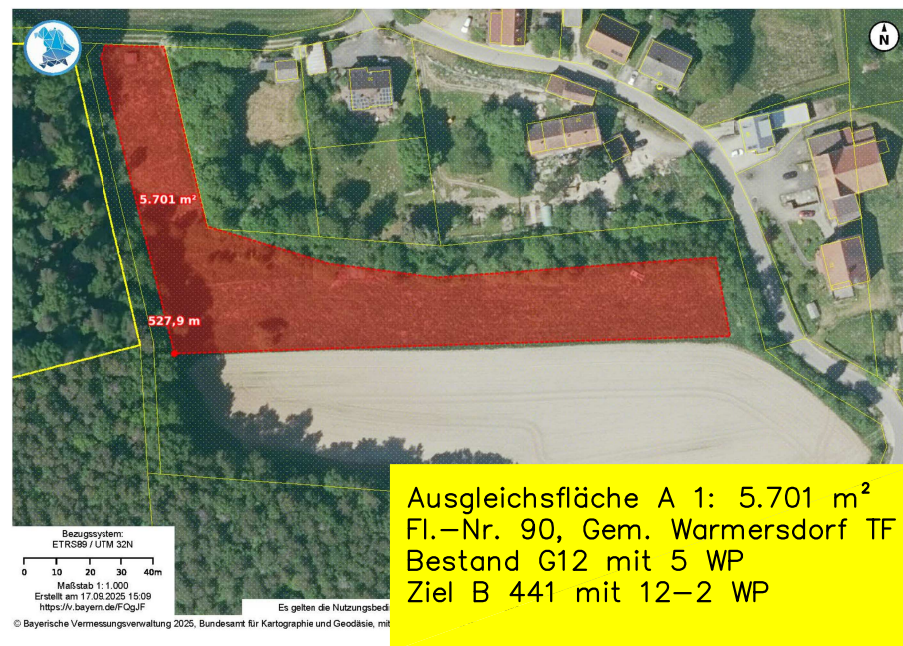 N
5.701 m²
527,9 m
Bezugssystem:
ETRS89 / UTM 32N
0 10 20 30 40m
Maßstab 1: 1.000
Erstellt am 17.09.2025 15:09
https://v.bayern.de/FQgJF
Es gelten die Nutzungsbedi
© Bayerische Vermessungsverwaltung 2025, Bundesamt für Kartographie und Geodäsie, mit
Ausgleichsfläche A 1: 5.701 m²
Fl.-Nr. 90, Gem. Warmersdorf TF
Bestand G12 mit 5 WP
Ziel B 441 mit 12-2 WP